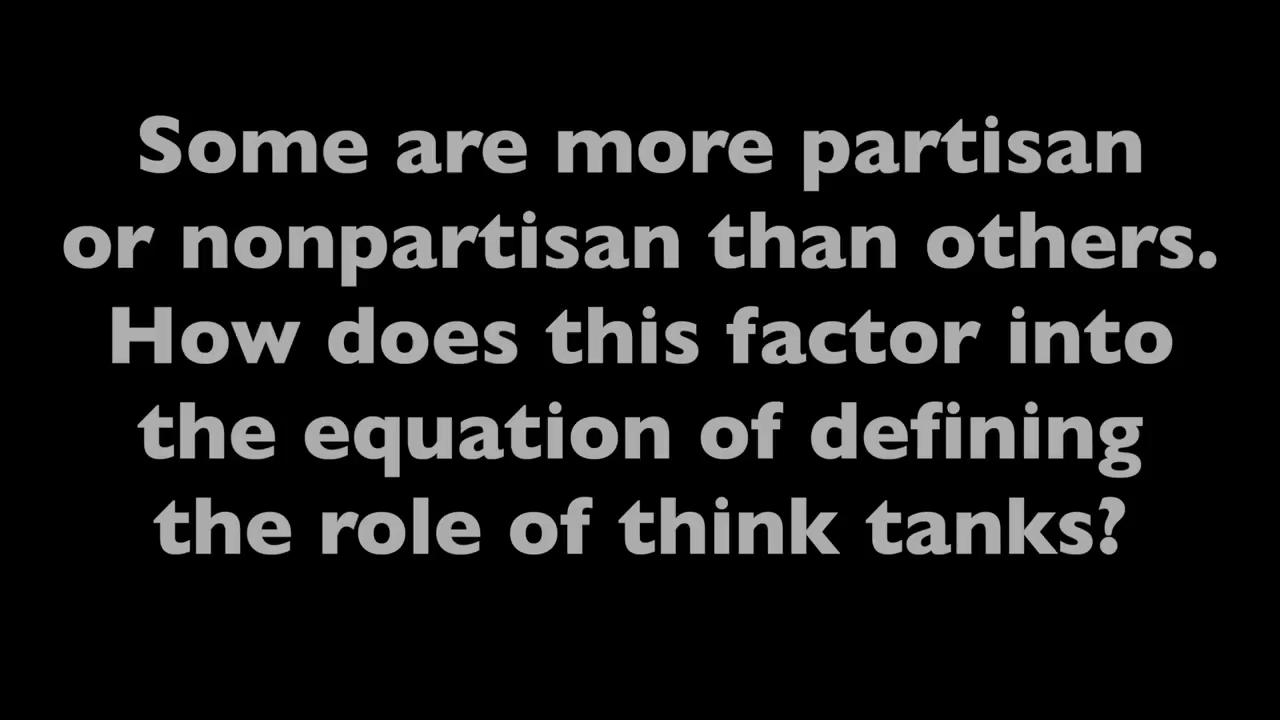 Some are more partisan
or nonpartisan than others.
How does this factor into
the equation of defining
the role of think tanks?